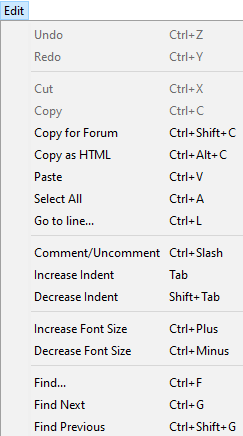 Edit
Undo Ctrl+Z
Redo Ctrl+Y
Cut Ctrl+X
Copy Ctrl+C
Copy for Forum Ctrl+Shift+C
Copy as HTML Ctrl+Alt+C
Paste Ctrl+V
Select All Ctrl+A
Go to line... Ctrl+L
Comment/Uncomment Ctrl+Slash
Increase Indent Tab
Decrease Indent Shift+Tab
Increase Font Size Ctrl+Plus
Decrease Font Size Ctrl+Minus
Find... Ctrl+F
Find Next Ctrl+G
Find Previous Ctrl+Shift+G